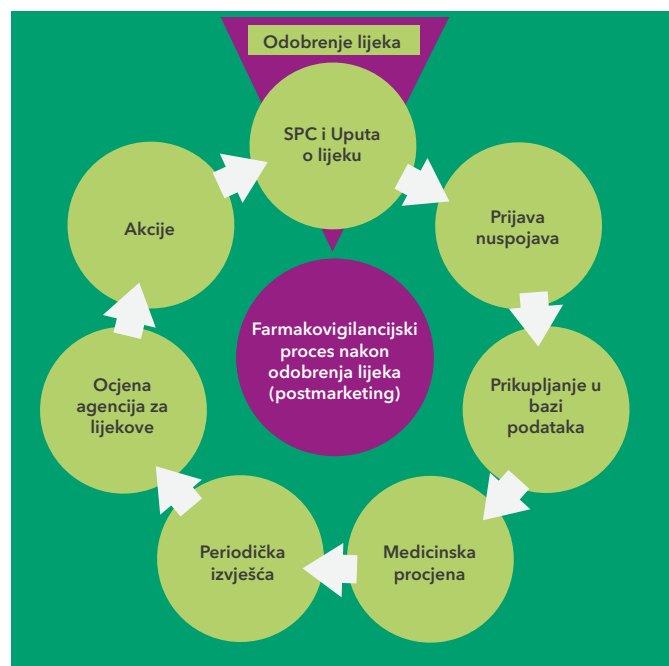 Odobrenje lijeka
SPC i Uputa
o lijeku
Prijava
nuspojava
Prikupljanje u
bazi
podataka
Medicinska
procjena
Periodička
izvješća
Ocjena
agencija za
lijekove
Akcije
Farmakovigilancijski
proces nakon
odobrenja lijeka
(postmarketing)